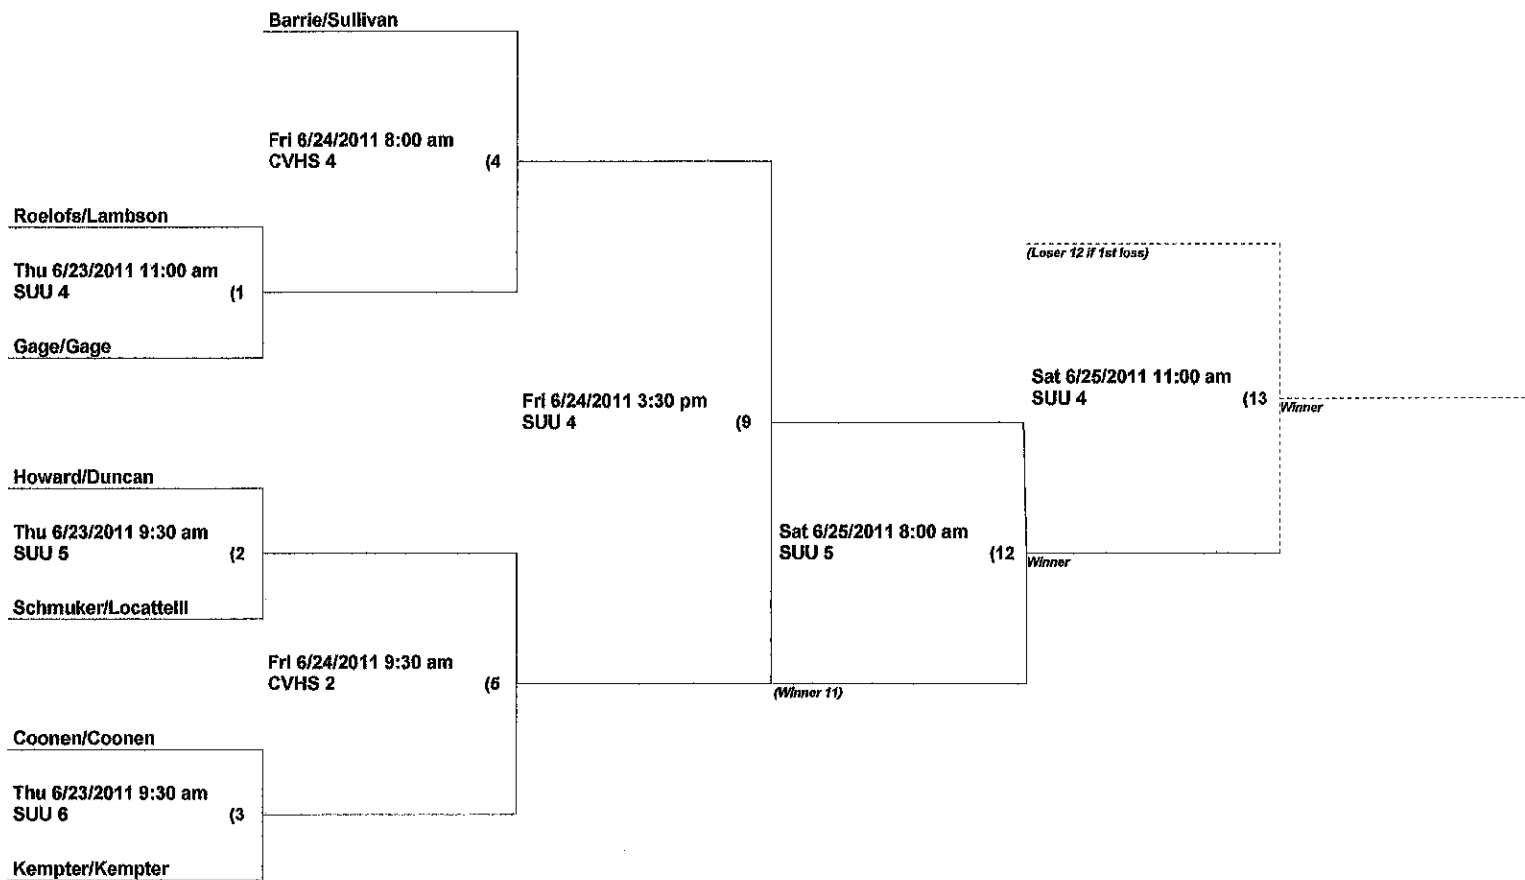 Barrie/Sullivan
Fri 6/24/2011 8:00 am
CVHS 4 (4
Roelofs/Lambson
Thu 6/23/2011 11:00 am
SUU 4 (1
Gage/Gage
(Loser 12 if 1st loss)
Sat 6/25/2011 11:00 am
SUU 4 (13
Winner
Fri 6/24/2011 3:30 pm
SUU 4 (9
Howard/Duncan
Thu 6/23/2011 9:30 am
SUU 5 (2
Schmuker/Locattelli
Sat 6/25/2011 8:00 am
SUU 5 (12
Winner
Fri 6/24/2011 9:30 am
CVHS 2 (5
(Winner 11)
Coonen/Coonen
Thu 6/23/2011 9:30 am
SUU 6 (3
Kempter/Kempter